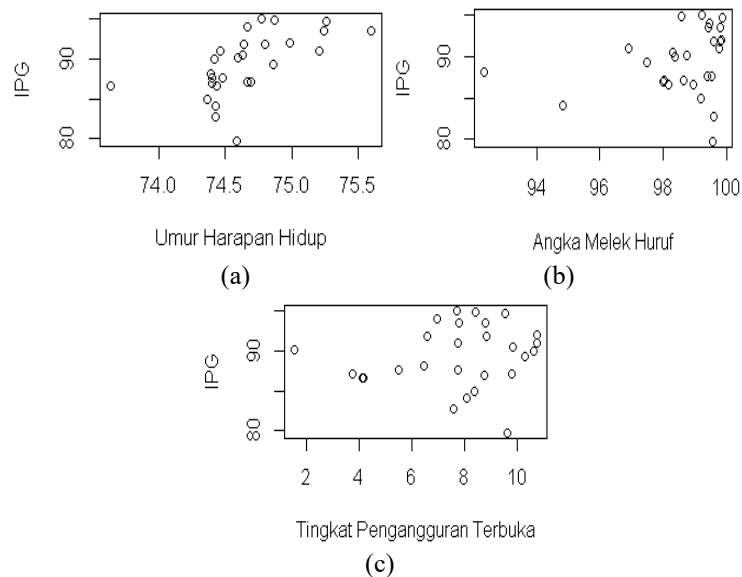 IPG
90
80
74.0 74.5 75.0 75.5
Umur Harapan Hidup
(a)
IPG
90
80
94 96 98 100
Angka Melek Huruf
(b)
IPG
90
80
2 4 6 8 10
Tingkat Pengangguran Terbuka
(c)